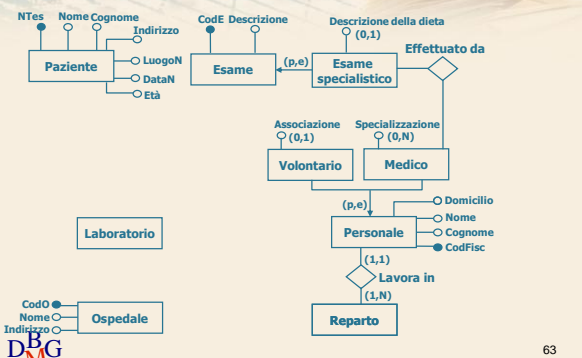 NTes Nome Cognome
Indirizzo
Paziente
LuogoN
DataN
Età
CodE Descrizione
Esame
(p,e)
Descrizione della dieta
(0,1)
Esame
specialistico
Effettuato da
Associazione
(0,1)
Volontario
Specializzazione
(0,N)
Medico
(p,e)
Personale
Domicilio
Nome
Cognome
CodFisc
(1,1)
Lavora in
(1,N)
Reparto
Laboratorio
CodO
Nome
Indirizzo
Ospedale
DBMG
63